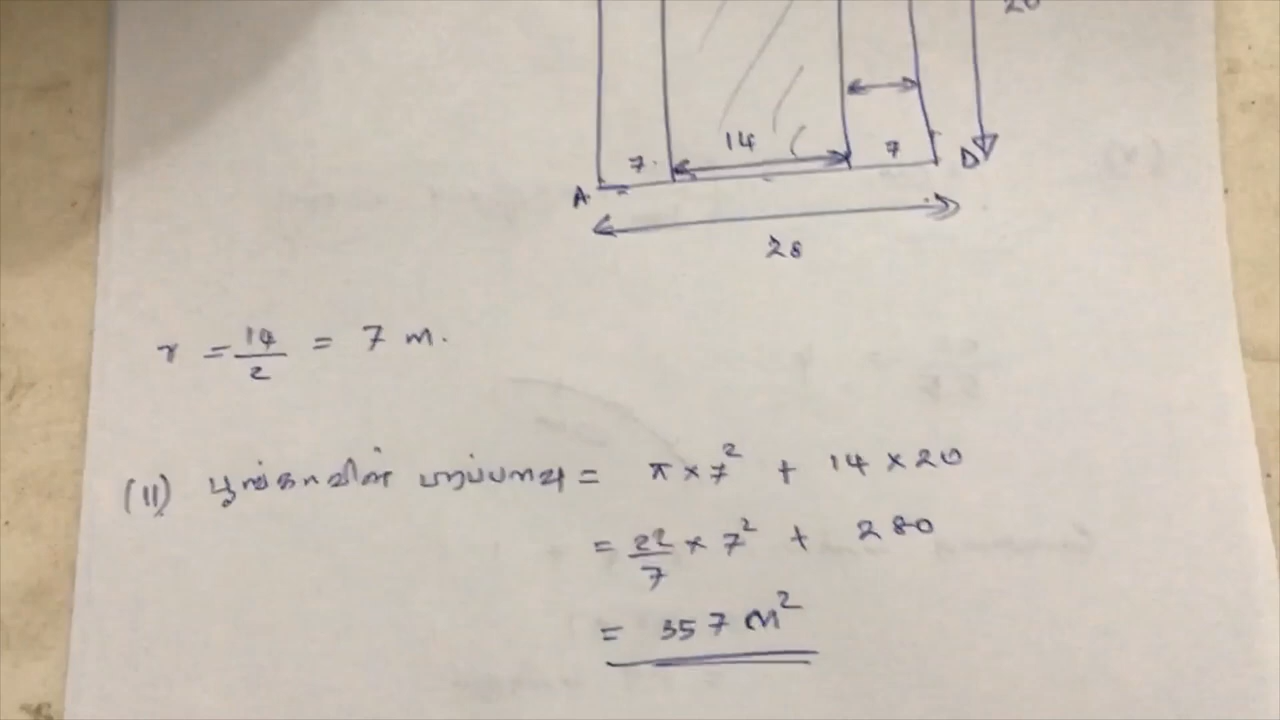 20
7
14
7
A
D
28
r = 14/2 = 7 m.
(II) பூங்காவின் பரப்பளவு = π × 7² + 14 × 20
= 22/7 × 7² + 280
= 357 m²